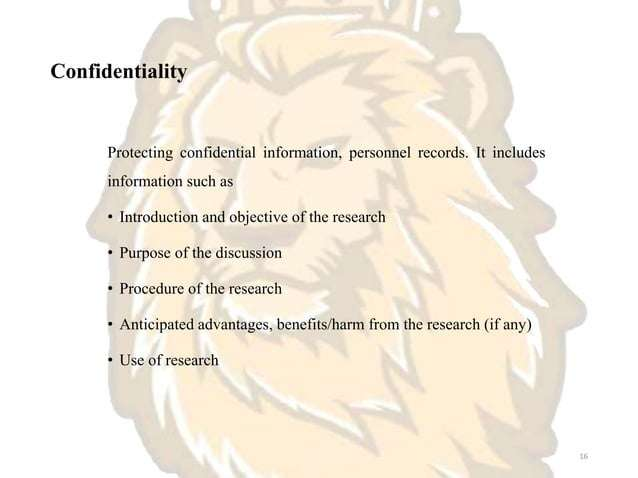 Confidentiality
Protecting confidential information, personnel records. It includes
information such as
• Introduction and objective of the research
• Purpose of the discussion
• Procedure of the research
• Anticipated advantages, benefits/harm from the research (if any)
• Use of research
16